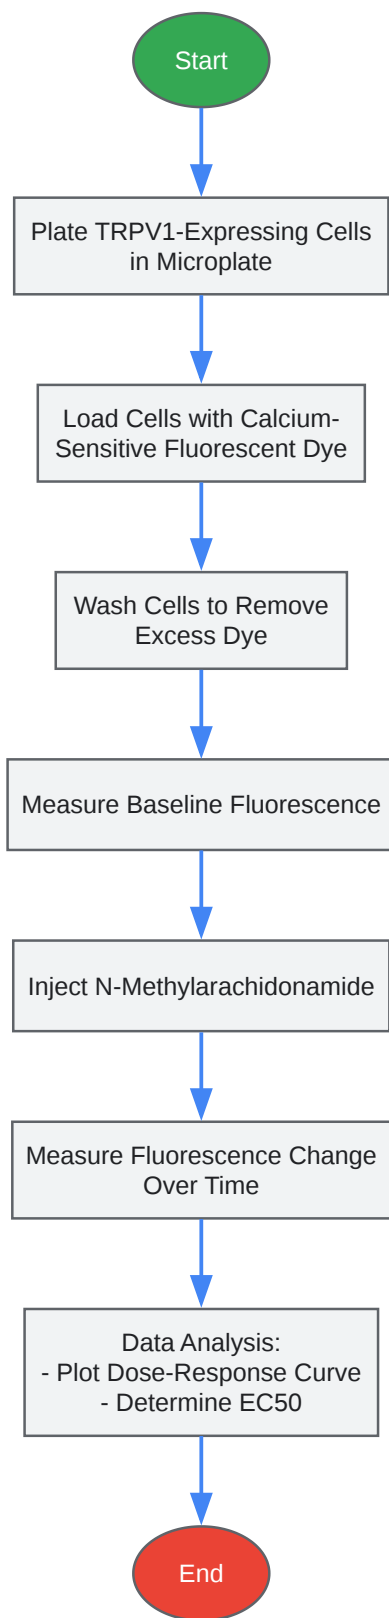 Start
Plate TRPV1-Expressing Cells
in Microplate
Load Cells with Calcium-
Sensitive Fluorescent Dye
Wash Cells to Remove
Excess Dye
Measure Baseline Fluorescence
Inject N-Methylarachidonamide
Measure Fluorescence Change
Over Time
Data Analysis:
- Plot Dose-Response Curve
- Determine EC50
End